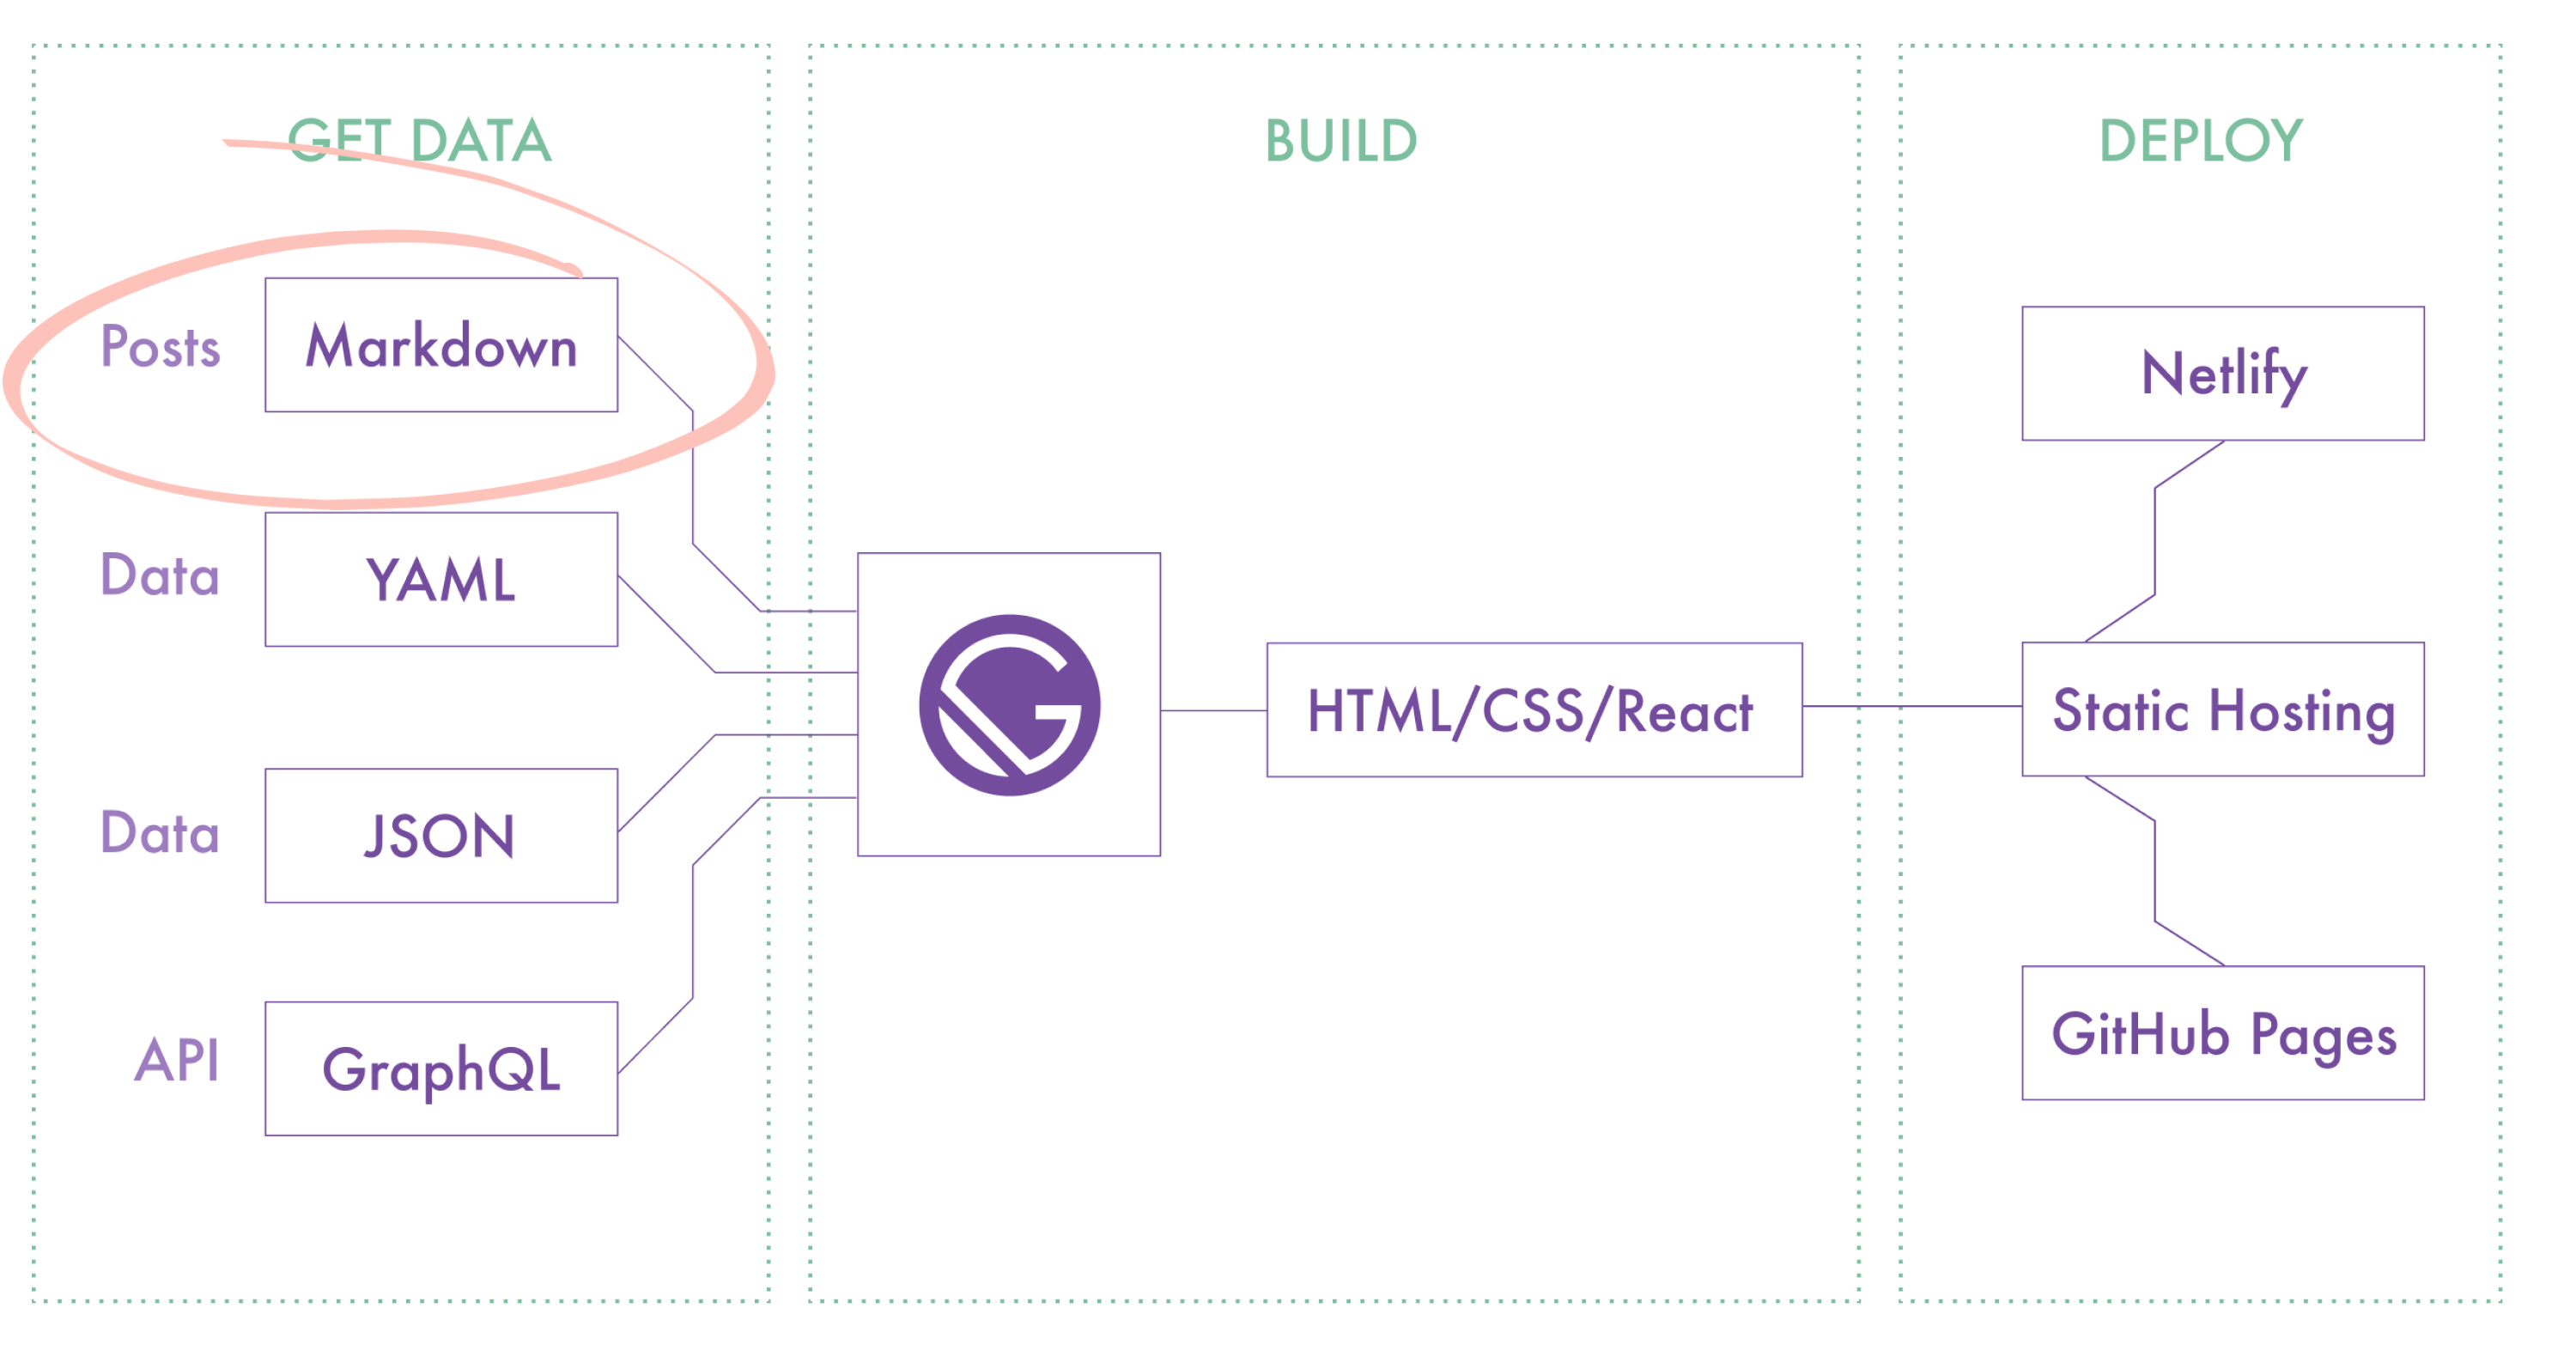 GET DATA
BUILD
DEPLOY
Posts
Markdown
Data
YAML
Data
JSON
API
GraphQL
HTML/CSS/React
Netlify
Static Hosting
GitHub Pages